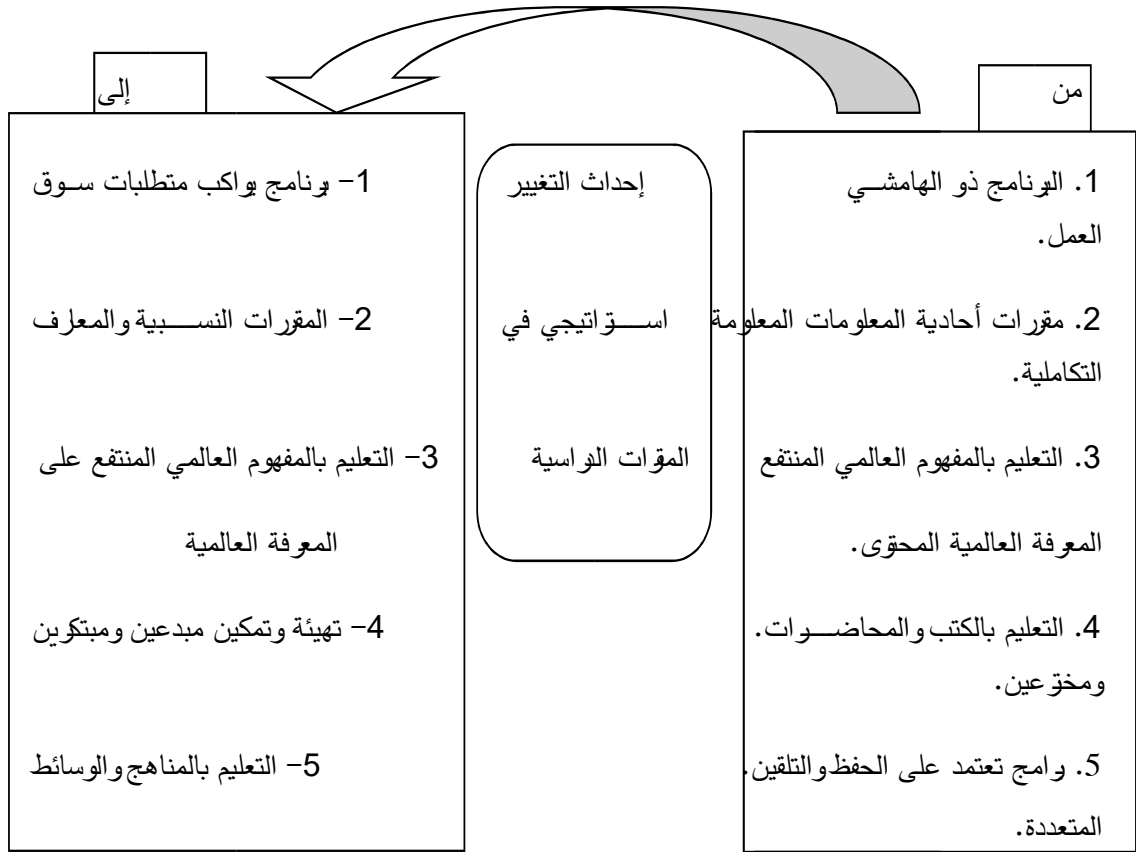 من
إلى
1. البرنامج ذو الهامشي إحداث التغيير 1- برنامج يواكب متطلبات سوق
العمل.
2. مقررات أحادية المعلومات المعلومة استراتيجي في 2- المقررات النسبية والمعارف
التكاملية.
3. التعليم بالمفهوم العالمي المنتفع المقررات الدراسية 3- التعليم بالمفهوم العالمي المنتفع على
المعرفة العالمية المحتوى. المعرفة العالمية
4. التعليم بالكتب والمحاضرات. 4- تهيئة وتمكين مبدعين ومبتكرين
ومخترعين.
5. برامج تعتمد على الحفظ والتلقين. 5- التعليم بالمناهج والوسائط
المتعددة.